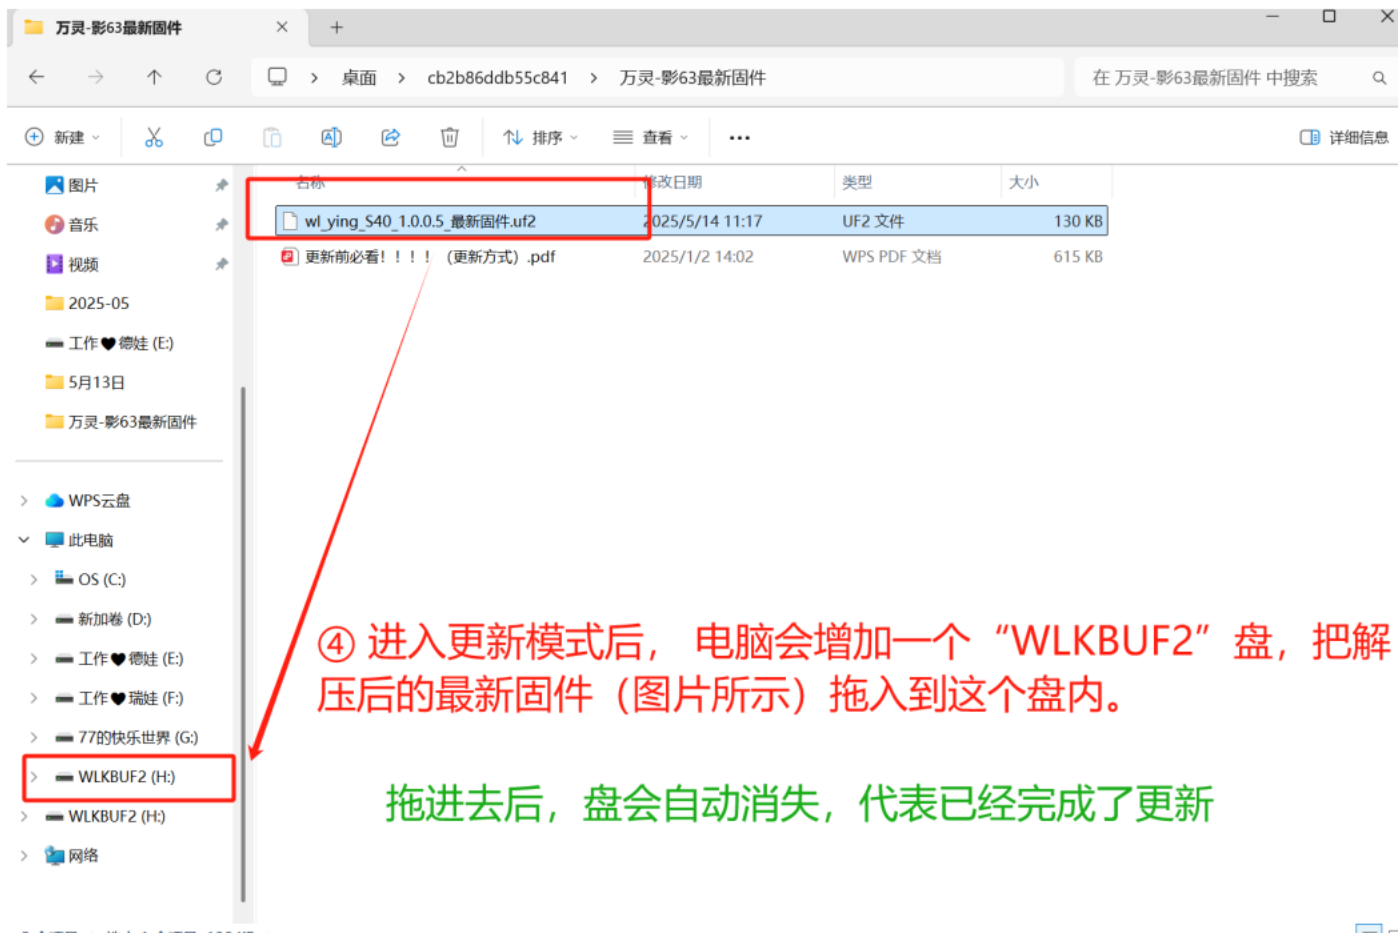 万灵-影63最新固件
桌面 > cb2b86ddb55c841 > 万灵-影63最新固件
在 万灵-影63最新固件 中搜索
新建
排序
查看
详细信息
图片
音乐
视频
2025-05
工作♥德娃 (E:)
5月13日
万灵-影63最新固件
WPS云盘
此电脑
OS (C:)
新加卷 (D:)
工作♥德娃 (E:)
工作♥瑞娃 (F:)
77的快乐世界 (G:)
WLKBUF2 (H:)
WLKBUF2 (H:)
网络
名称 修改日期 类型 大小
wl_ying_S40_1.0.0.5_最新固件.uf2 2025/5/14 11:17 UF2 文件 130 KB
更新前必看！！！！（更新方式）.pdf 2025/1/2 14:02 WPS PDF 文档 615 KB
④ 进入更新模式后，电脑会增加一个“WLKBUF2”盘，把解
压后的最新固件（图片所示）拖入到这个盘内。
拖进去后，盘会自动消失，代表已经完成了更新